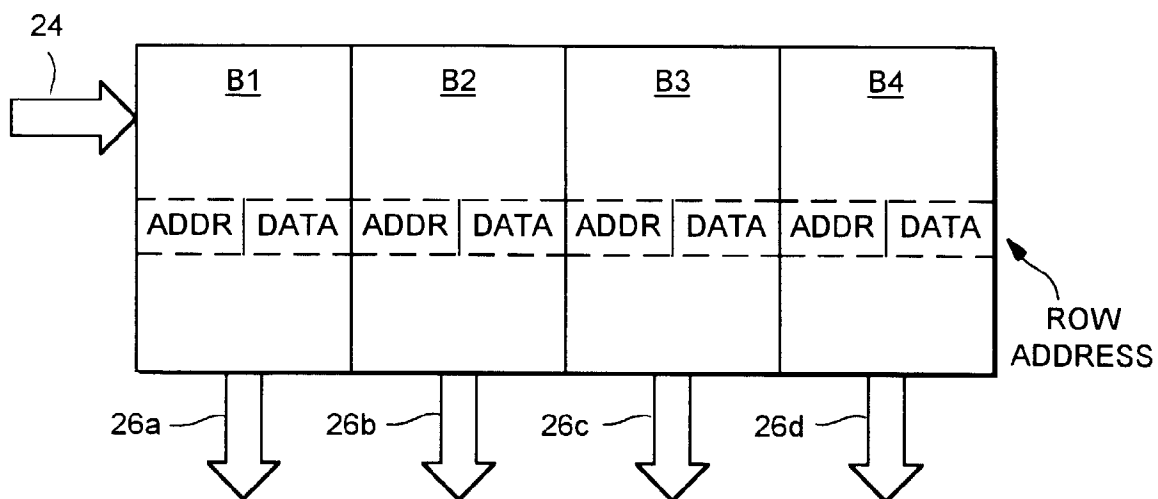 24
B1 B2 B3 B4
ADDR DATA ADDR DATA ADDR DATA ADDR DATA
ROW
ADDRESS
26a 26b 26c 26d